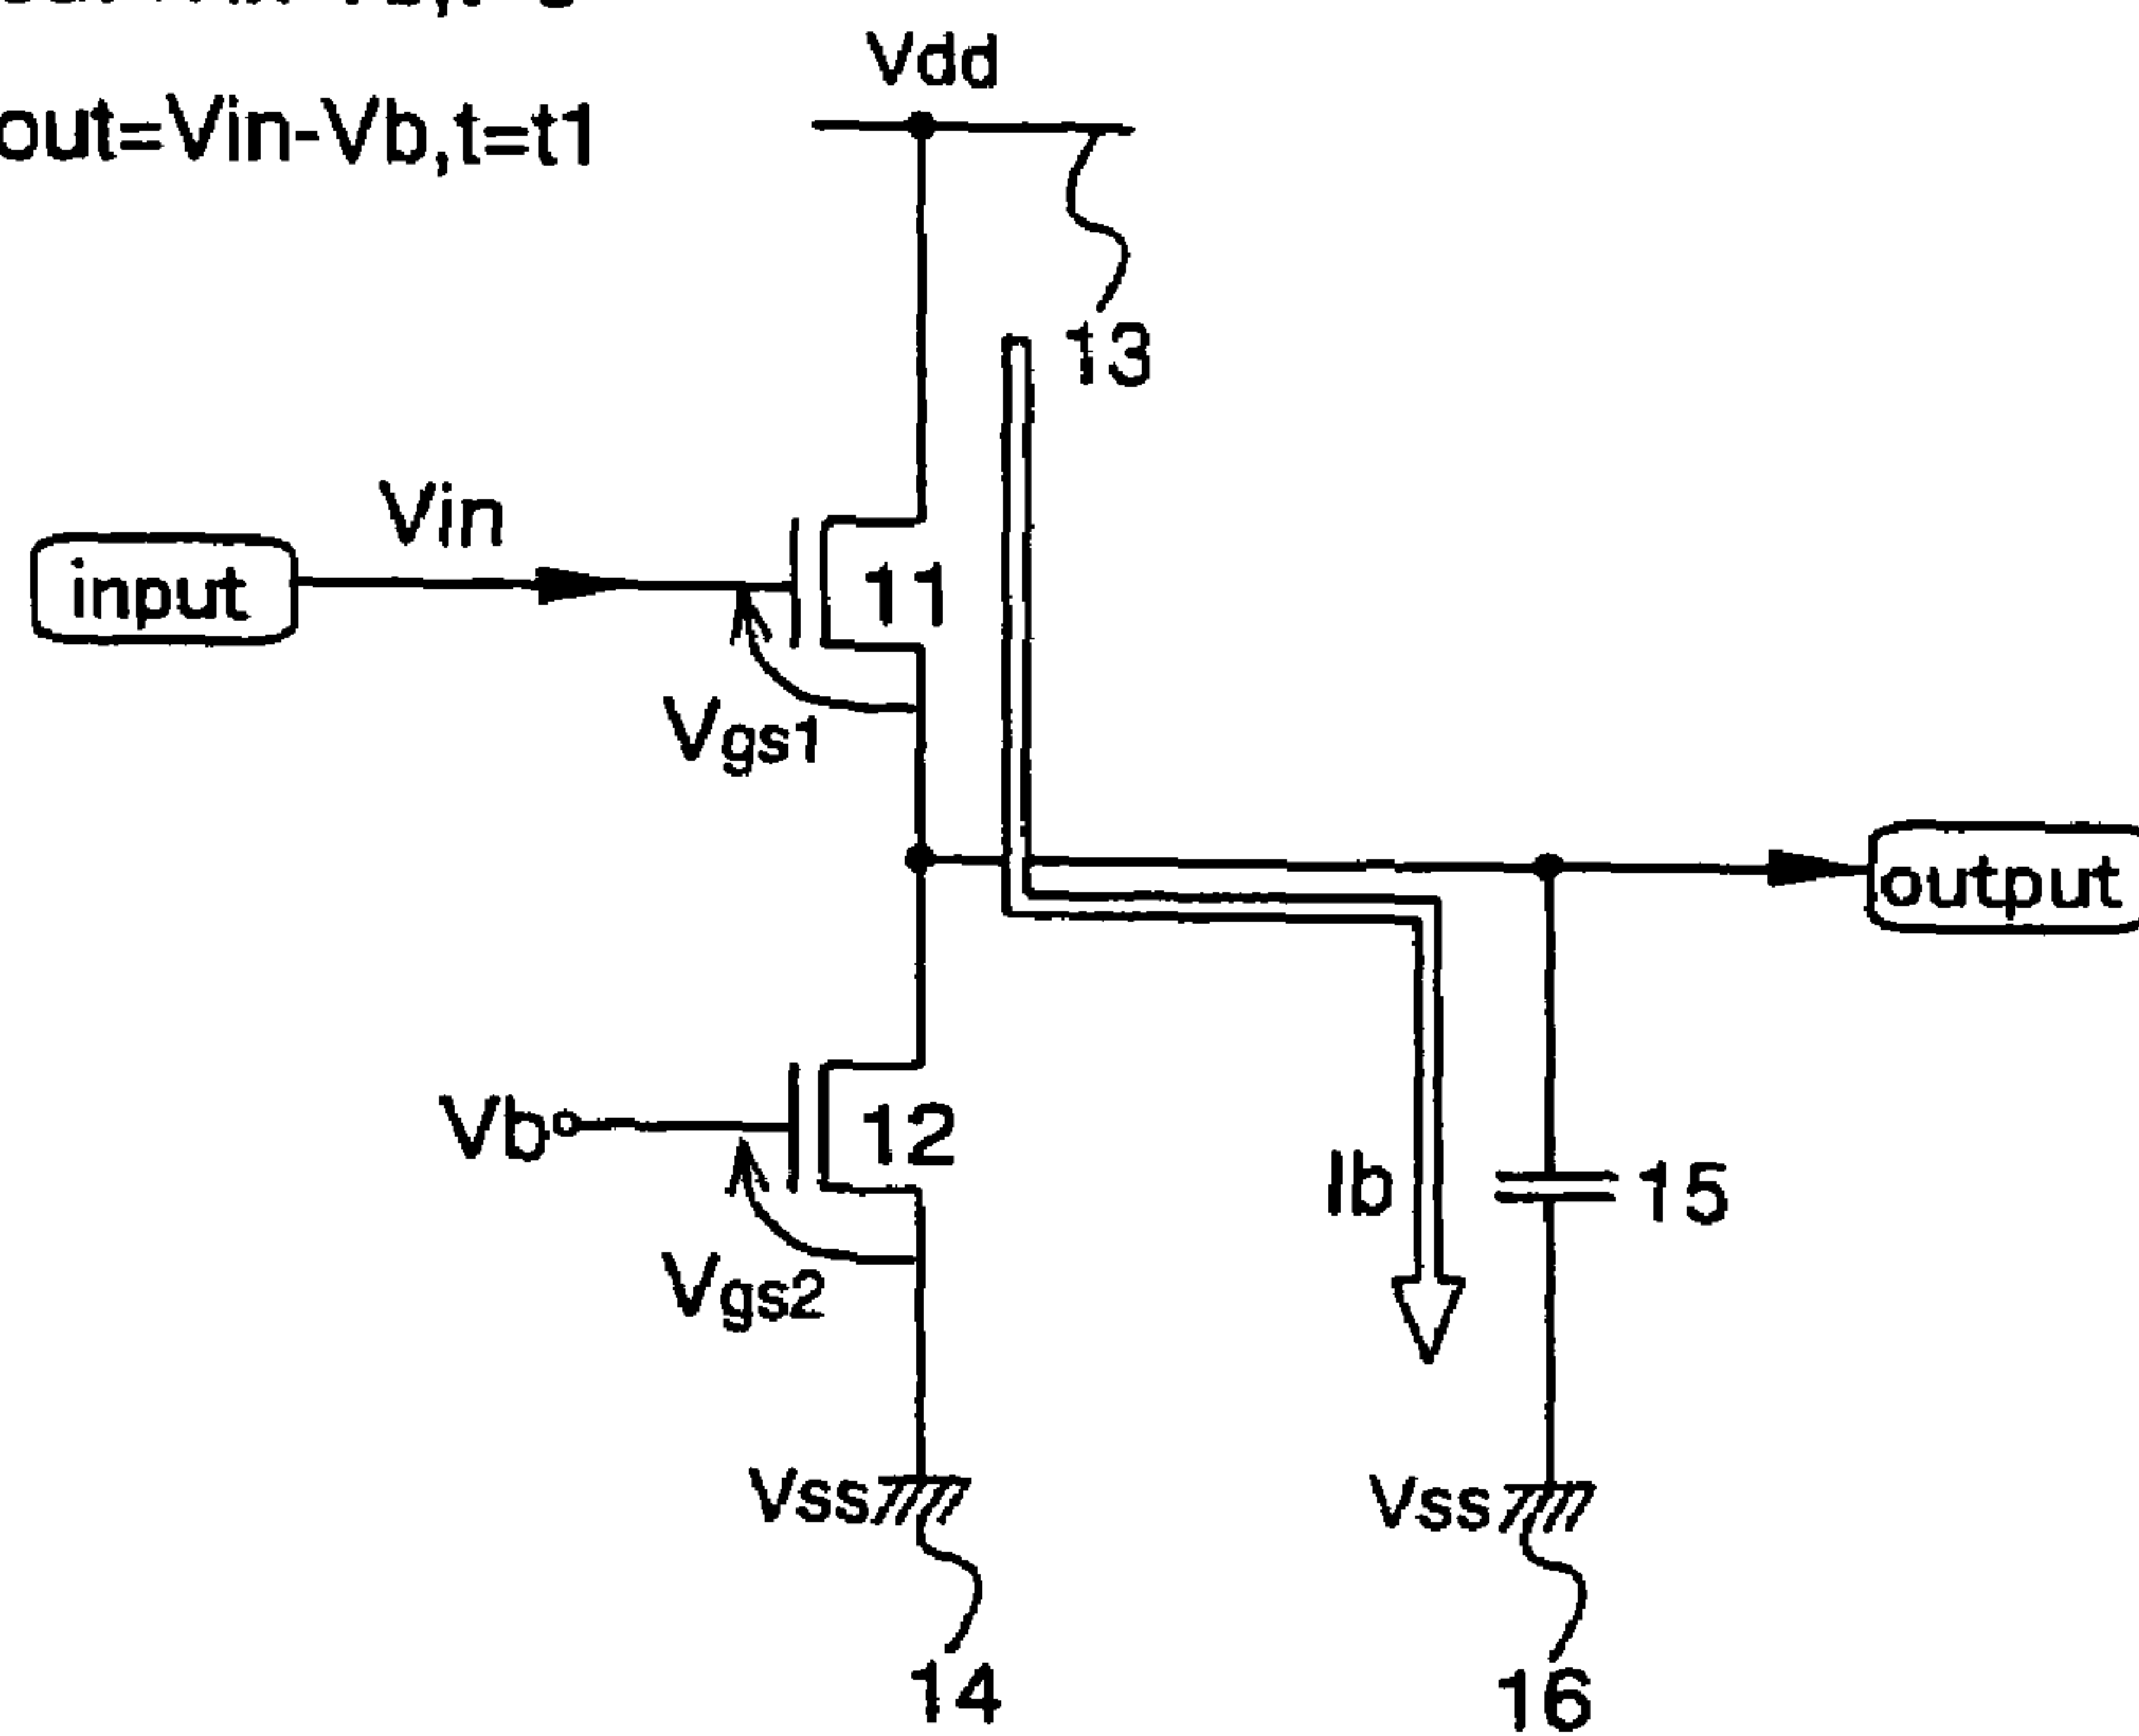 Vdd
out=Vin-Vb,t=t1
13
Vin
input
11
Vgs1
output
Vb
12
Ib
15
Vgs2
Vss
Vss
14
16